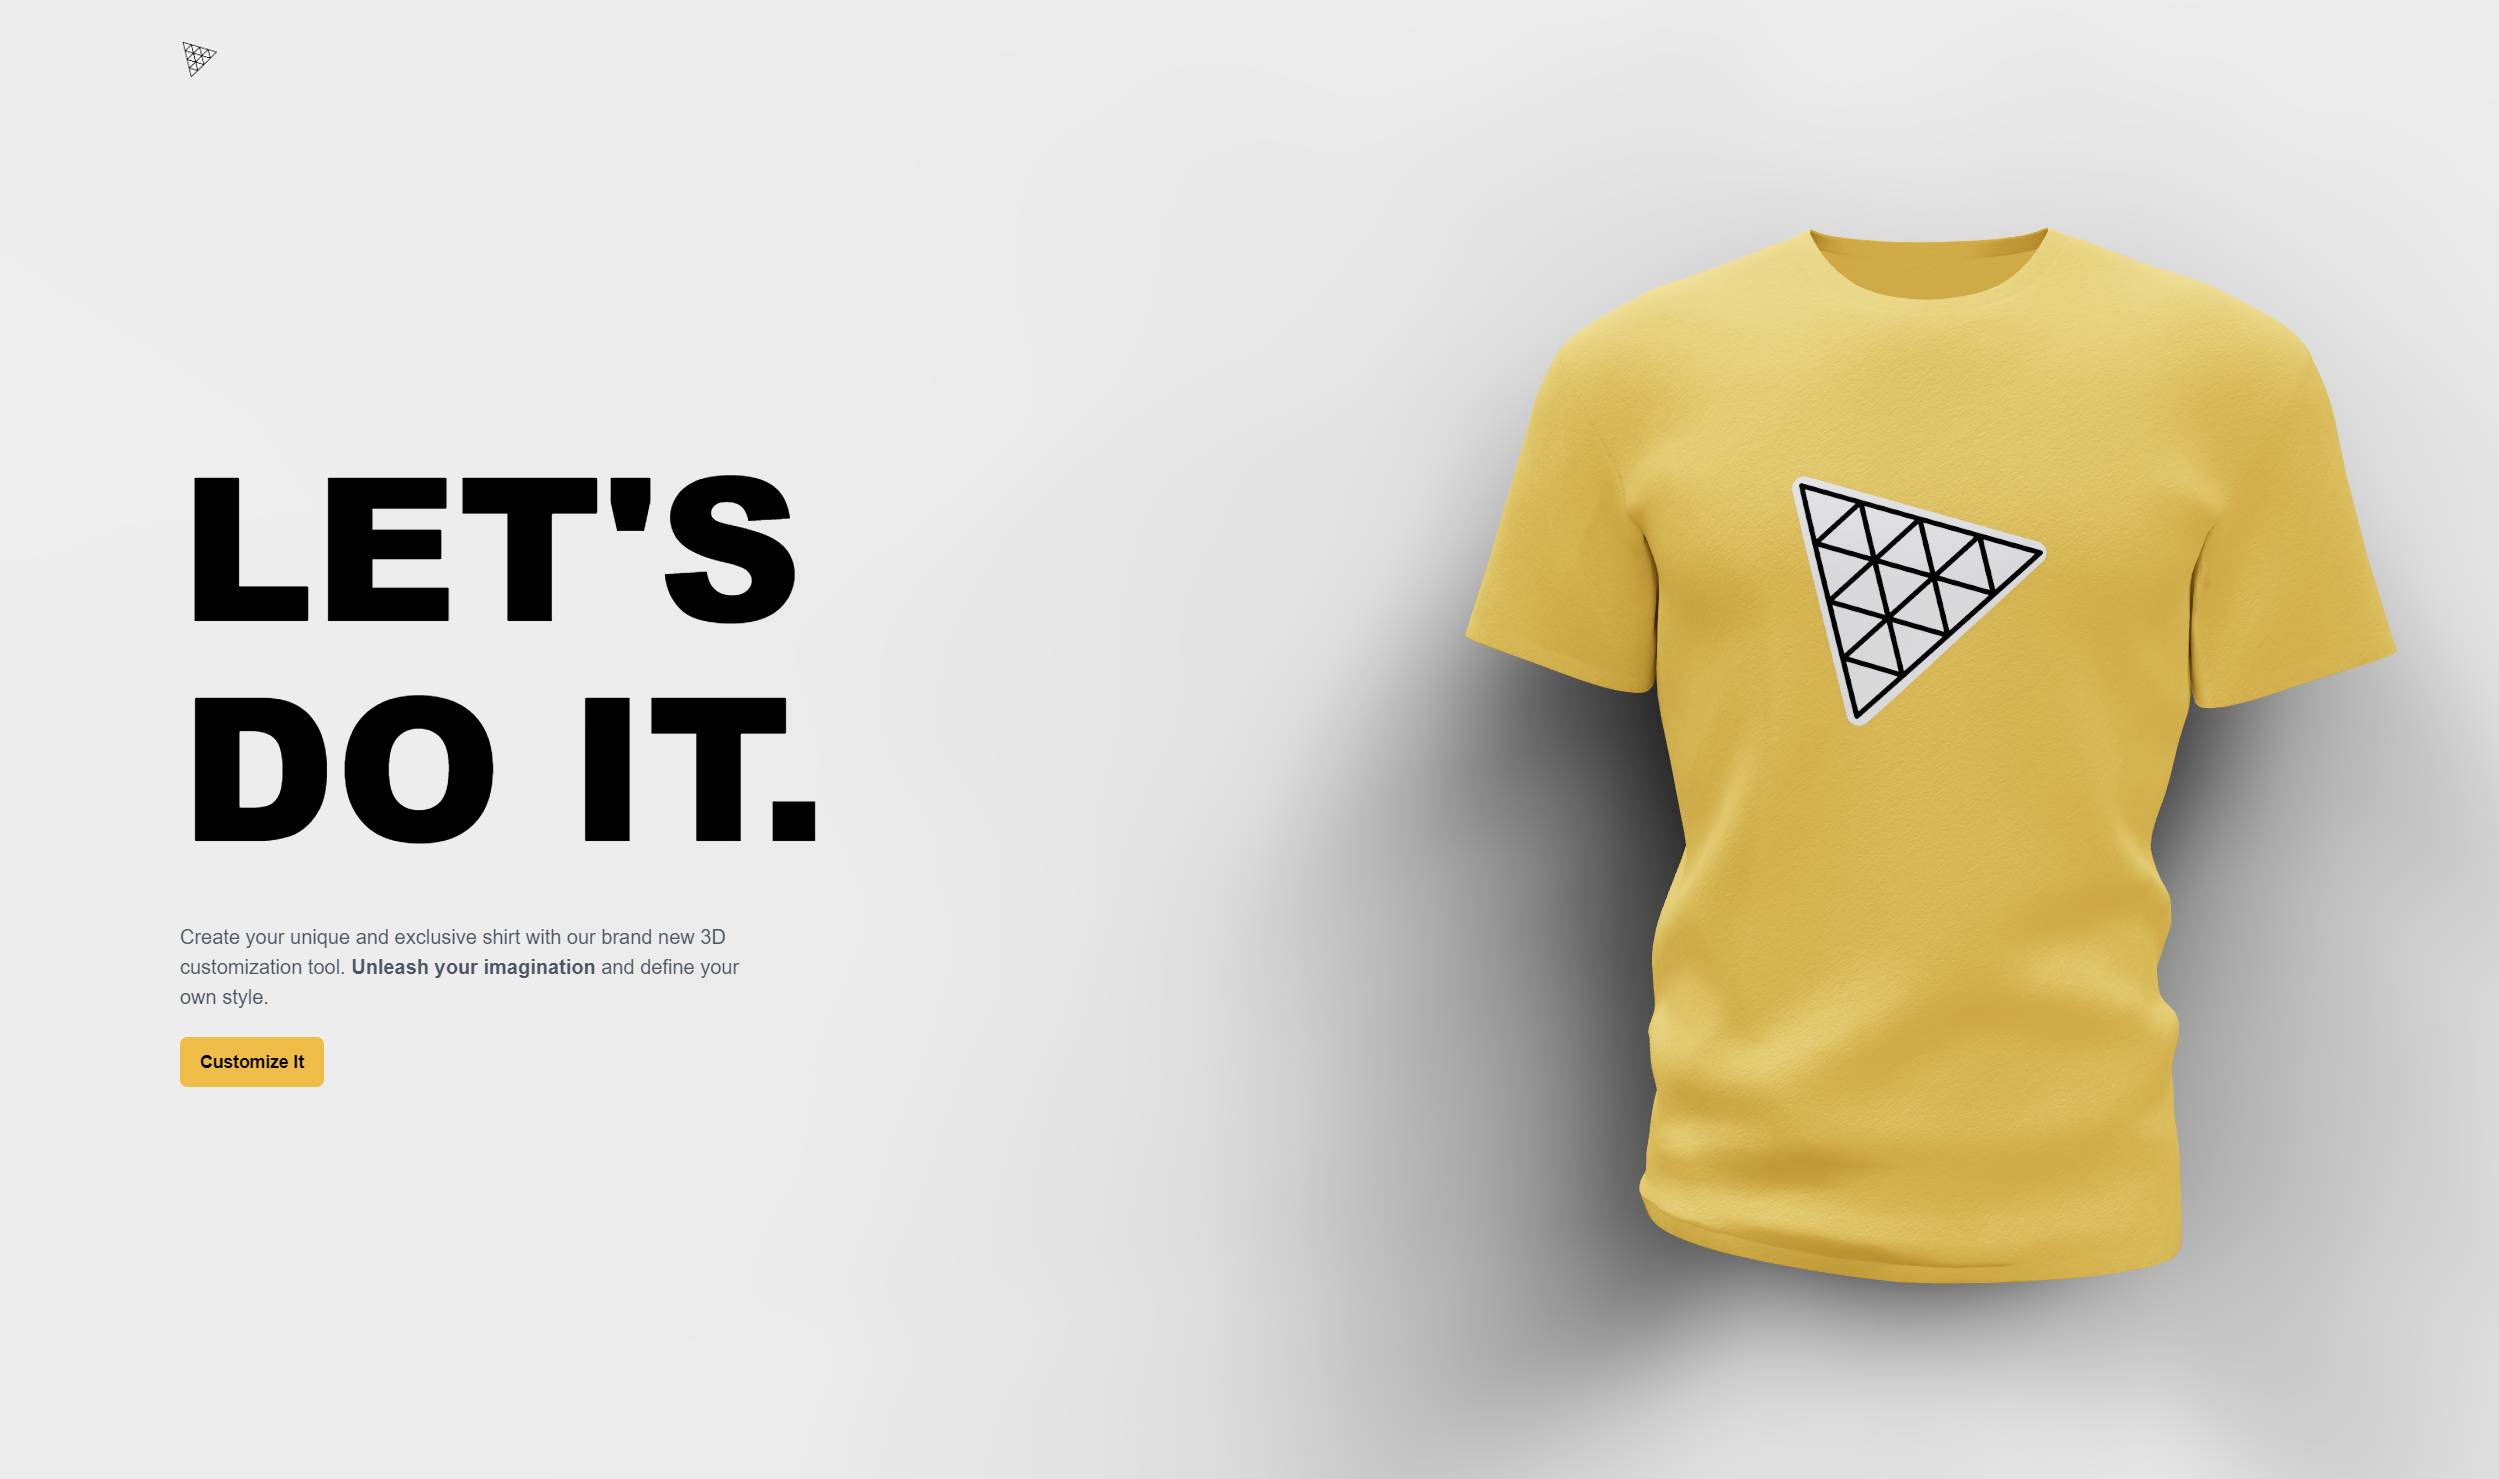 LET'S
DO IT.
Create your unique and exclusive shirt with our brand new 3D
customization tool. Unleash your imagination and define your
own style.
Customize It